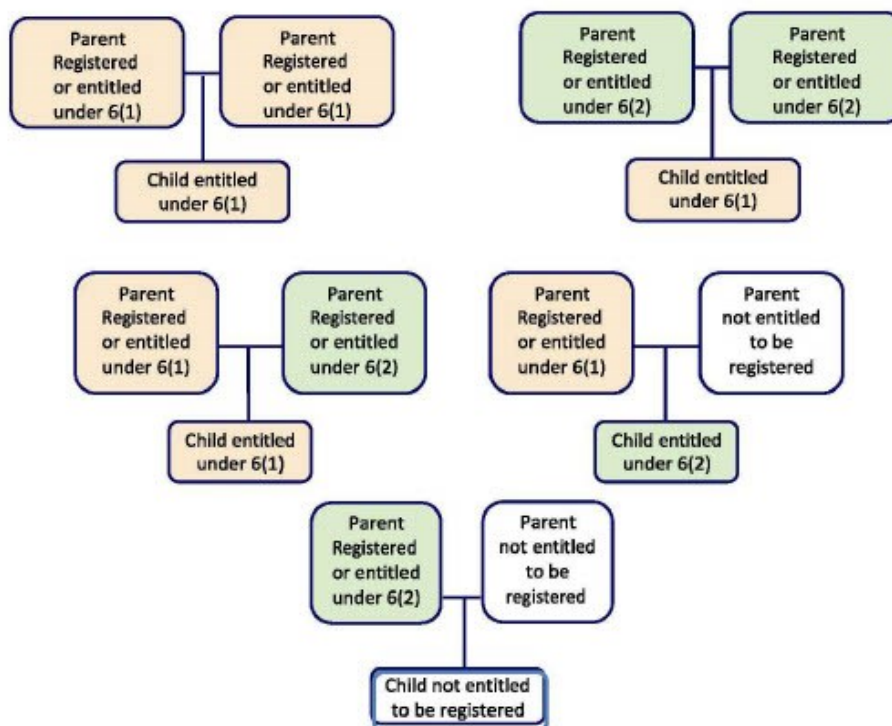 Parent
Registered
or entitled
under 6(1)
Parent
Registered
or entitled
under 6(1)
Child entitled
under 6(1)
Parent
Registered
or entitled
under 6(2)
Parent
Registered
or entitled
under 6(2)
Child entitled
under 6(1)
Parent
Registered
or entitled
under 6(1)
Parent
Registered
or entitled
under 6(2)
Child entitled
under 6(1)
Parent
Registered
or entitled
under 6(1)
Parent
not entitled
to be
registered
Child entitled
under 6(2)
Parent
Registered
or entitled
under 6(2)
Parent
not entitled
to be
registered
Child not entitled
to be registered